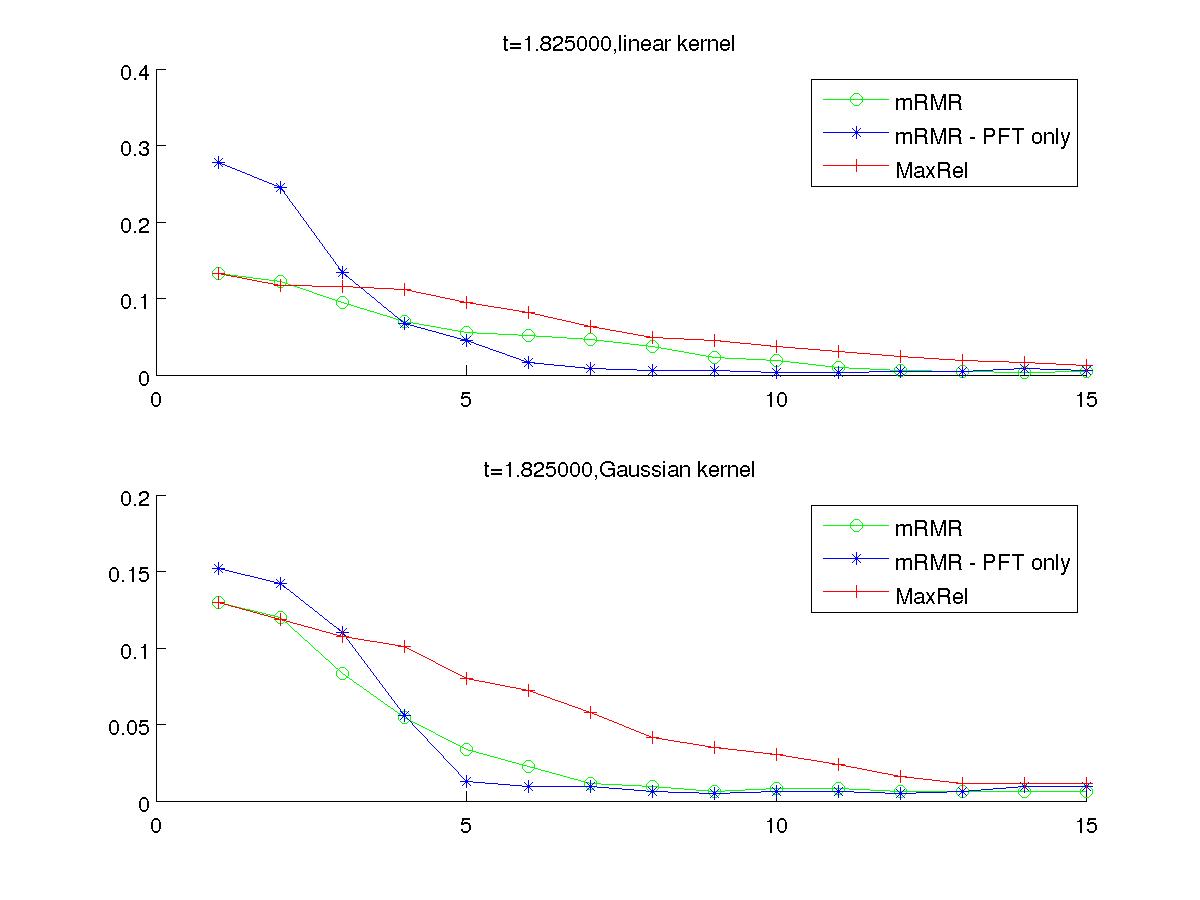 t=1.825000,linear kernel
0.4
0.3
0.2
0.1
0
mRMR
mRMR - PFT only
MaxRel
0 5 10 15
t=1.825000,Gaussian kernel
0.2
0.15
0.1
0.05
0
mRMR
mRMR - PFT only
MaxRel
0 5 10 15